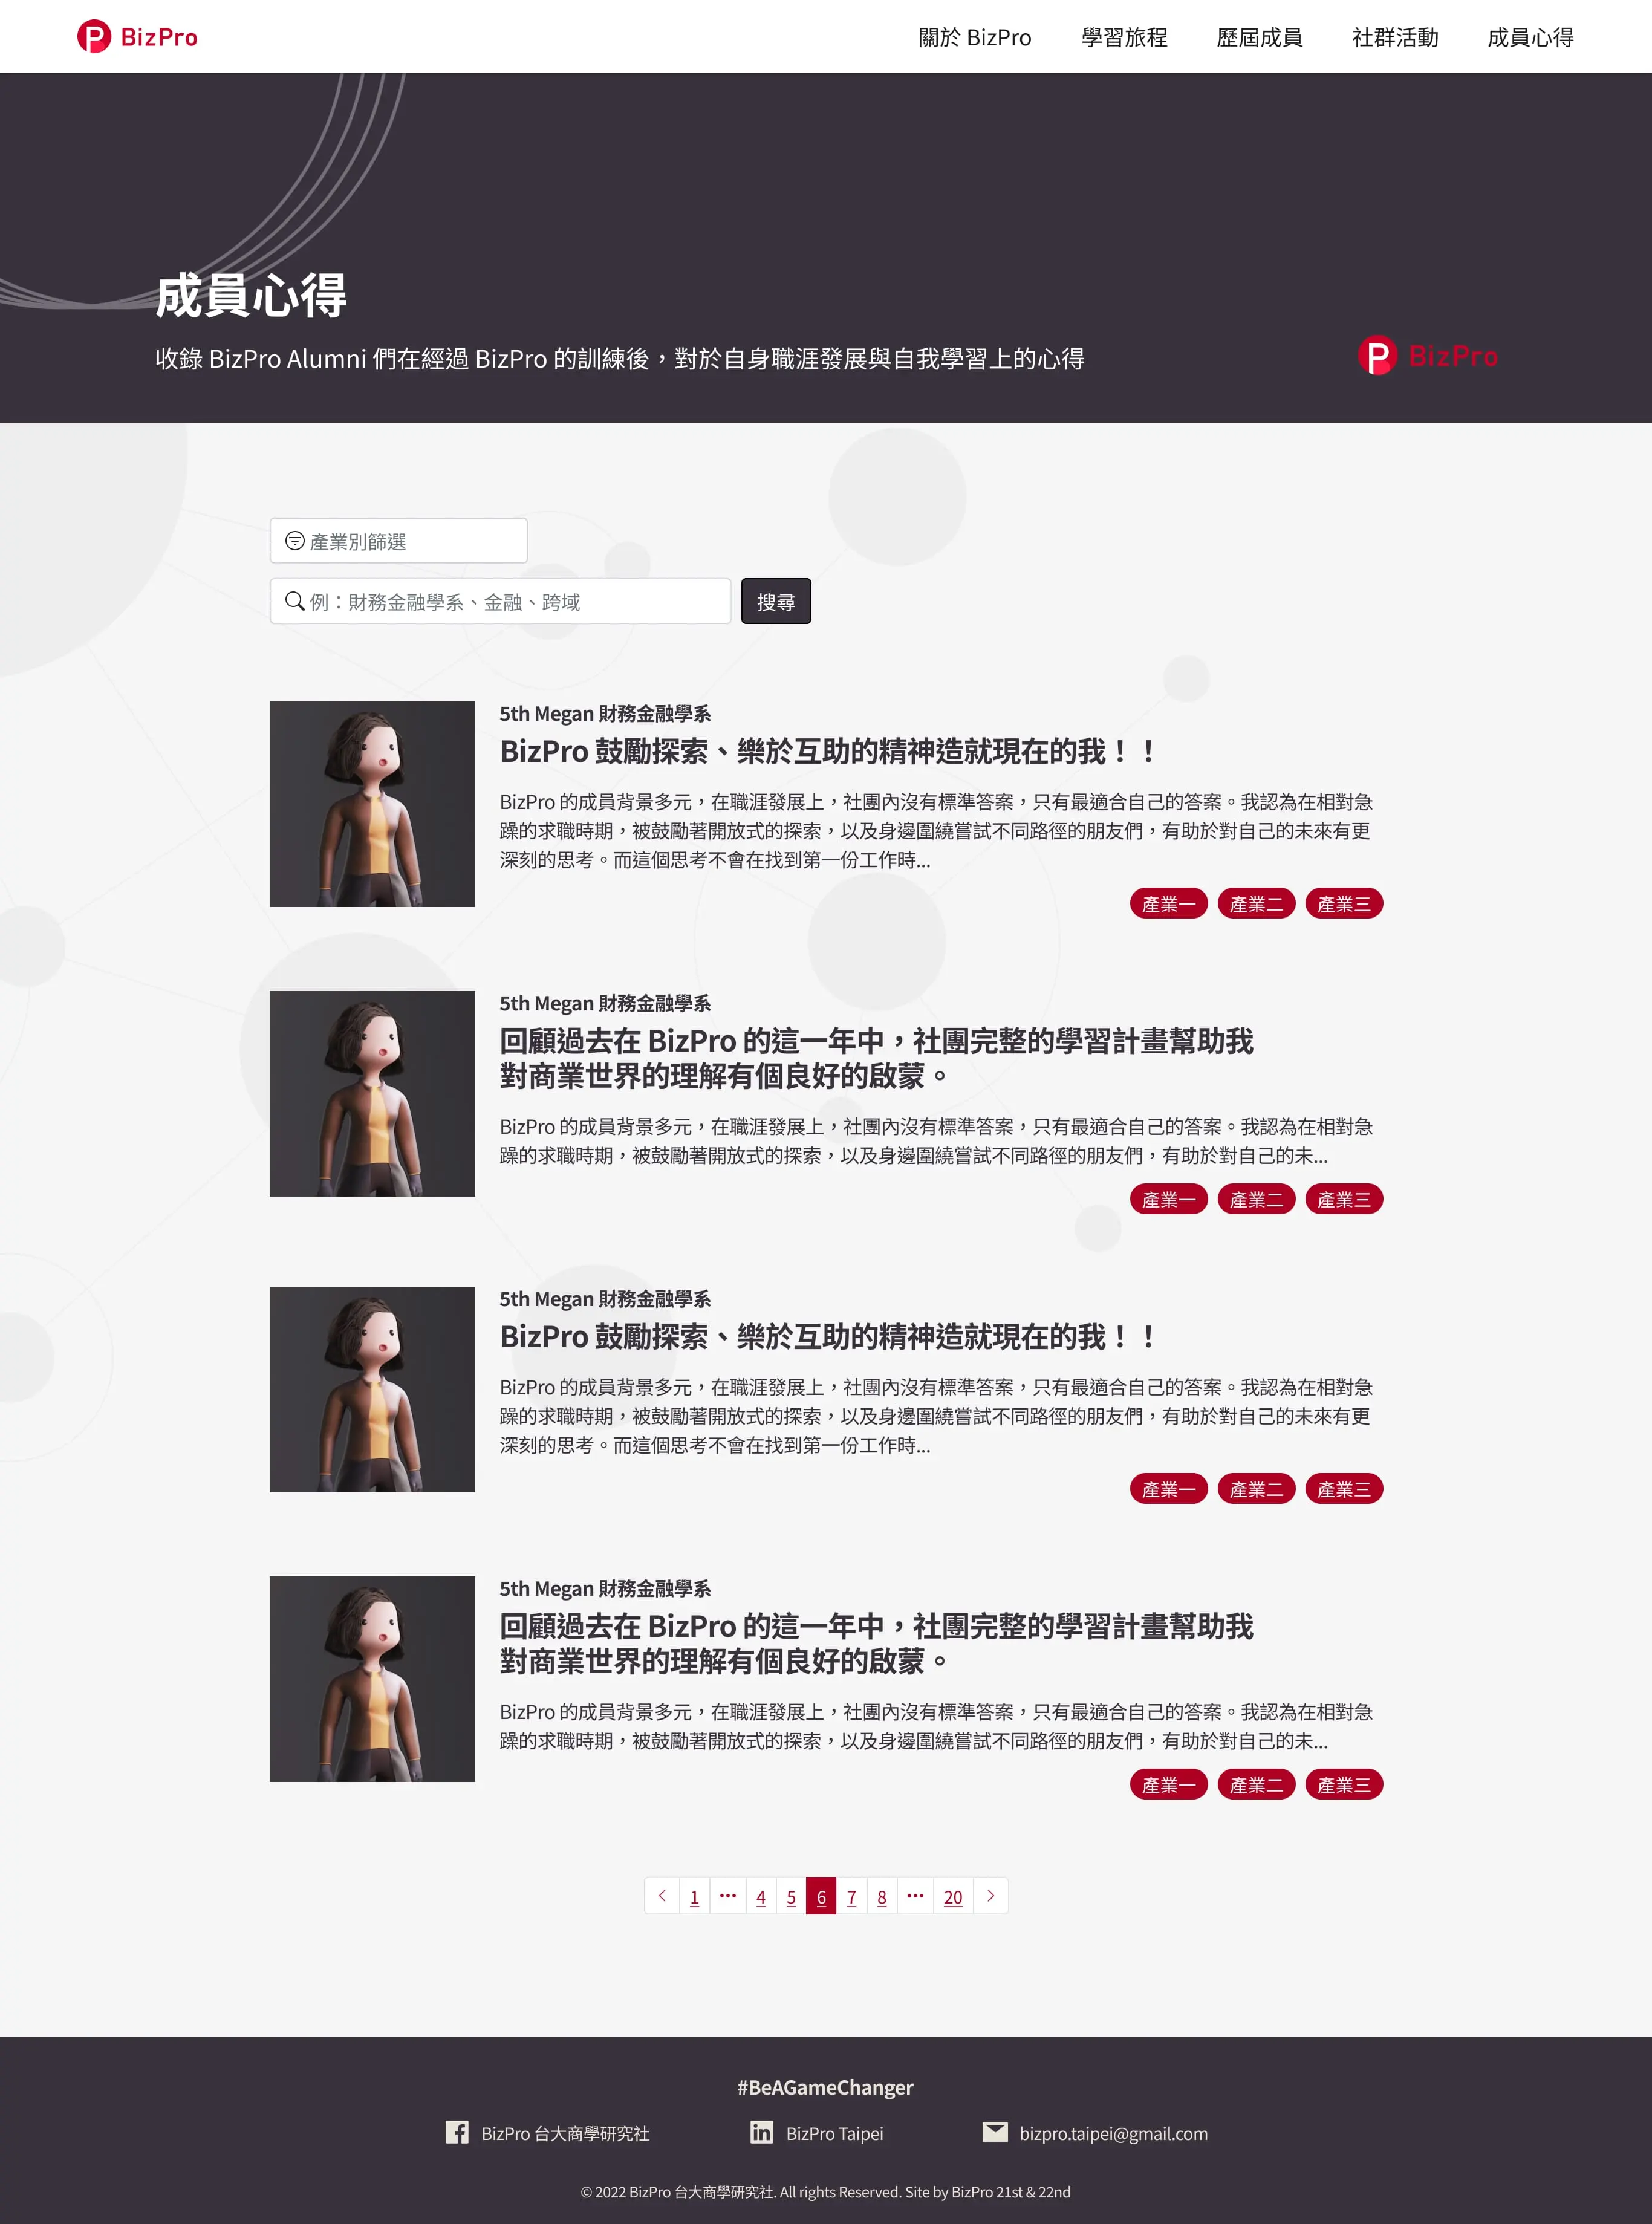 BizPro
關於 BizPro
學習旅程
歷屆成員
社群活動
成員心得
成員心得
收錄 BizPro Alumni 們在經過 BizPro 的訓練後，對於自身職涯發展與自我學習上的心得
BizPro
產業別篩選
例：財務金融學系、金融、跨域
搜尋
5th Megan 財務金融學系
BizPro 鼓勵探索、樂於互助的精神造就現在的我！！
BizPro 的成員背景多元，在職涯發展上，社團內沒有標準答案，只有最適合自己的答案。我認為在相對急
躁的求職時期，被鼓勵著開放式的探索，以及身邊圍繞嘗試不同路徑的朋友們，有助於對自己的未來有更
深刻的思考。而這個思考不會在找到第一份工作時...
產業一 產業二 產業三
5th Megan 財務金融學系
回顧過去在 BizPro 的這一年中，社團完整的學習計畫幫助我
對商業世界的理解有個良好的啟蒙。
BizPro 的成員背景多元，在職涯發展上，社團內沒有標準答案，只有最適合自己的答案。我認為在相對急
躁的求職時期，被鼓勵著開放式的探索，以及身邊圍繞嘗試不同路徑的朋友們，有助於對自己的未...
產業一 產業二 產業三
5th Megan 財務金融學系
BizPro 鼓勵探索、樂於互助的精神造就現在的我！！
BizPro 的成員背景多元，在職涯發展上，社團內沒有標準答案，只有最適合自己的答案。我認為在相對急
躁的求職時期，被鼓勵著開放式的探索，以及身邊圍繞嘗試不同路徑的朋友們，有助於對自己的未來有更
深刻的思考。而這個思考不會在找到第一份工作時...
產業一 產業二 產業三
5th Megan 財務金融學系
回顧過去在 BizPro 的這一年中，社團完整的學習計畫幫助我
對商業世界的理解有個良好的啟蒙。
BizPro 的成員背景多元，在職涯發展上，社團內沒有標準答案，只有最適合自己的答案。我認為在相對急
躁的求職時期，被鼓勵著開放式的探索，以及身邊圍繞嘗試不同路徑的朋友們，有助於對自己的未...
產業一 產業二 產業三
< 1 ••• 4 5 6 7 8 ••• 20 >
#BeAGameChanger
BizPro 台大商學研究社
BizPro Taipei
bizpro.taipei@gmail.com
© 2022 BizPro 台大商學研究社. All rights Reserved. Site by BizPro 21st & 22nd